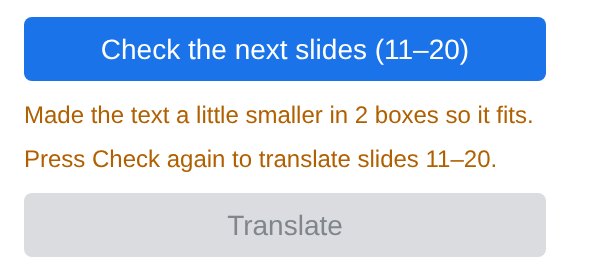 Check the next slides (11–20)
Made the text a little smaller in 2 boxes so it fits.
Press Check again to translate slides 11–20.
Translate